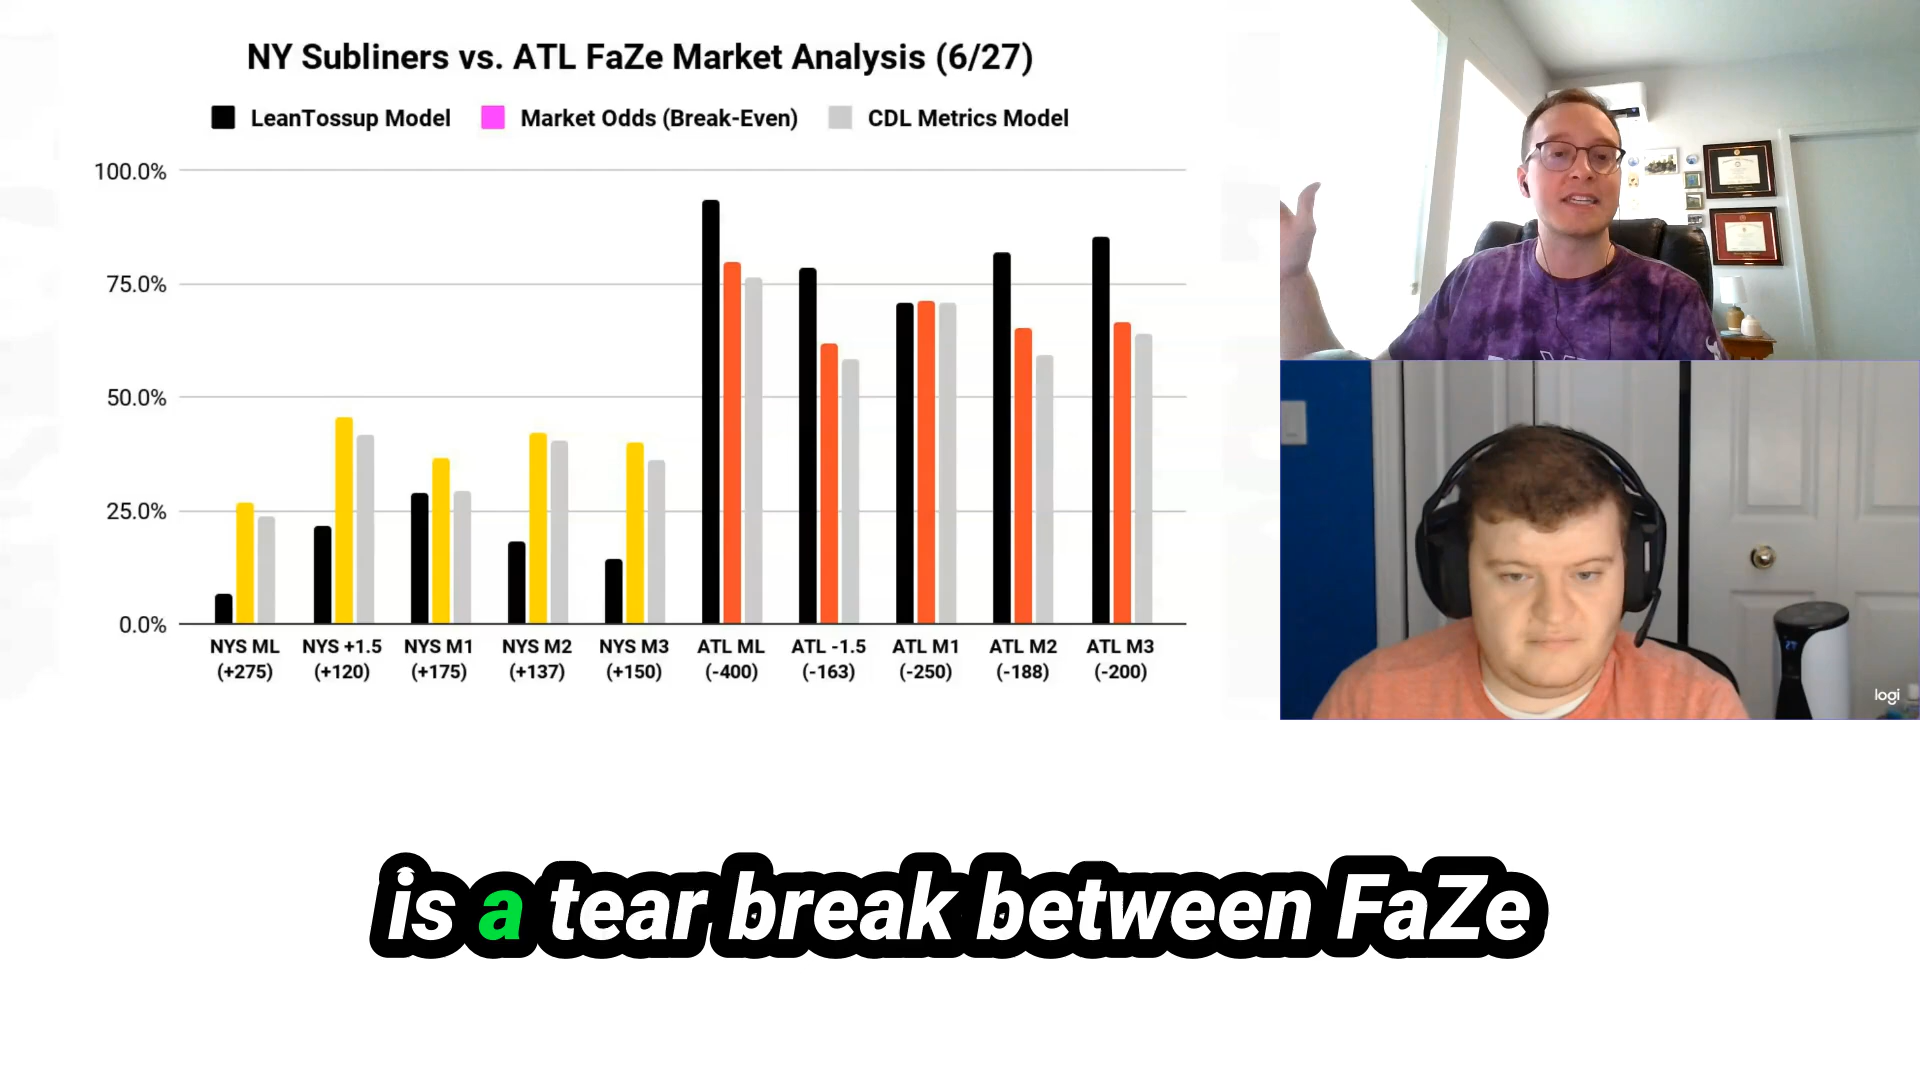 NY Subliners vs. ATL FaZe Market Analysis (6/27)
LeanTossup Model
Market Odds (Break-Even)
CDL Metrics Model
100.0%
75.0%
50.0%
25.0%
0.0%
NYS ML
(+275)
NYS +1.5
(+120)
NYS M1
(+175)
NYS M2
(+137)
NYS M3
(+150)
ATL ML
(-400)
ATL -1.5
(-163)
ATL M1
(-250)
ATL M2
(-188)
ATL M3
(-200)
logi
is a tear break between FaZe